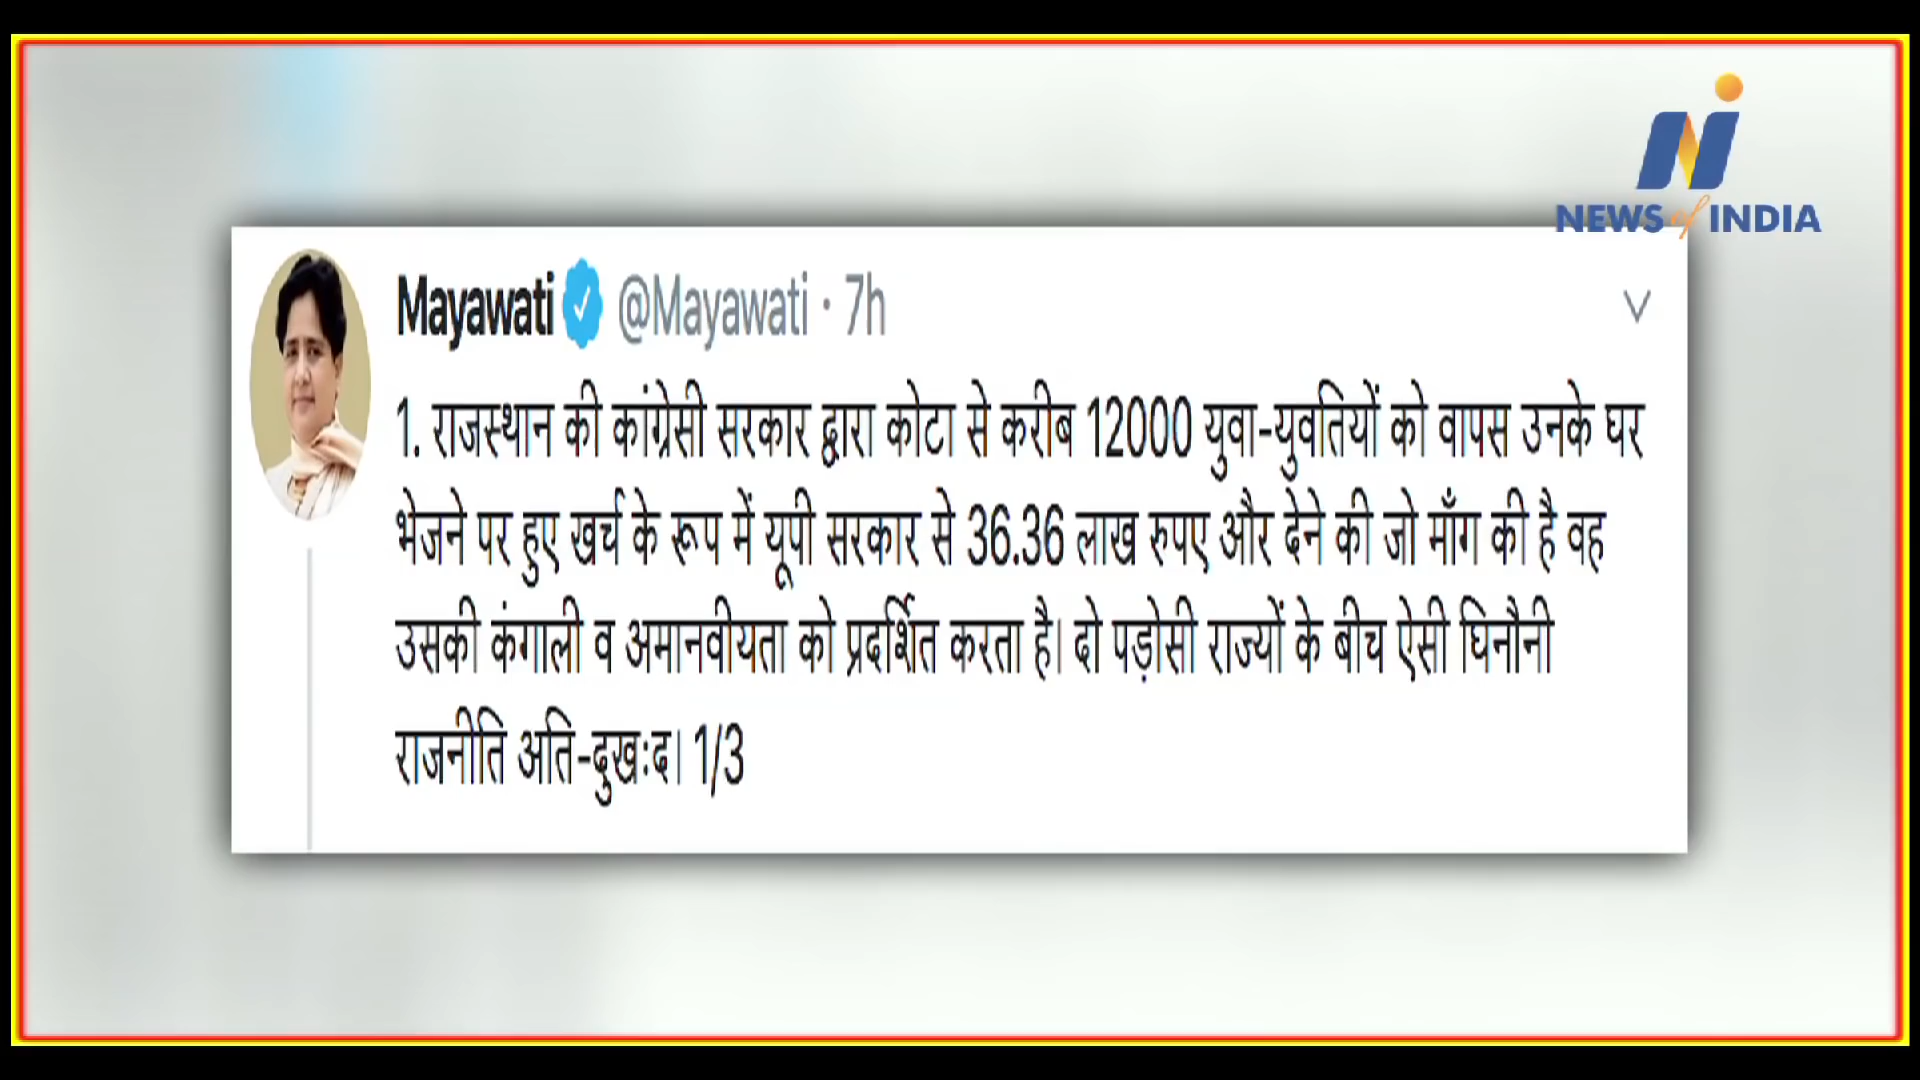 NEWS of INDIA
Mayawati @Mayawati · 7h
1. राजस्थान की कांग्रेसी सरकार द्वारा कोटा से करीब 12000 युवा-युवतियों को वापस उनके घर
भेजने पर हुए खर्च के रूप में यूपी सरकार से 36.36 लाख रुपए और देने की जो माँग की है वह
उसकी कंगाली व अमानवीयता को प्रदर्शित करता है। दो पड़ोसी राज्यों के बीच ऐसी घिनौनी
राजनीति अति-दुखःद। 1/3